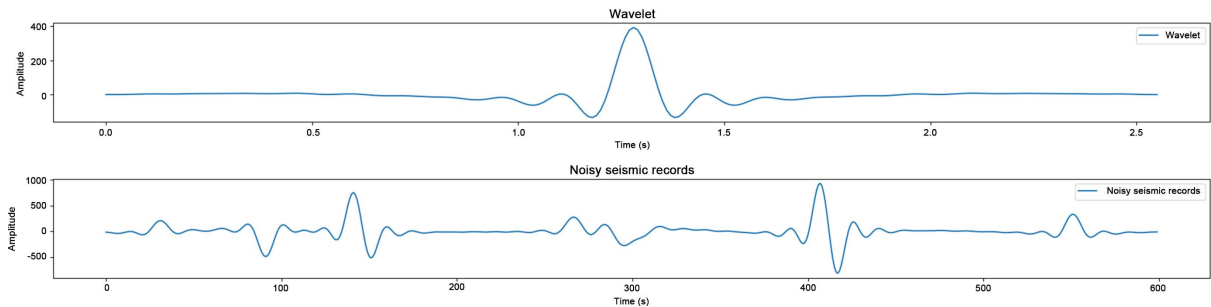 Wavelet
400
200
0
Amplitude
Wavelet
0.0 0.5 1.0 1.5 2.0 2.5
Time (s)
Noisy seismic records
1000
500
0
-500
Amplitude
Noisy seismic records
0 100 200 300 400 500 600
Time (s)